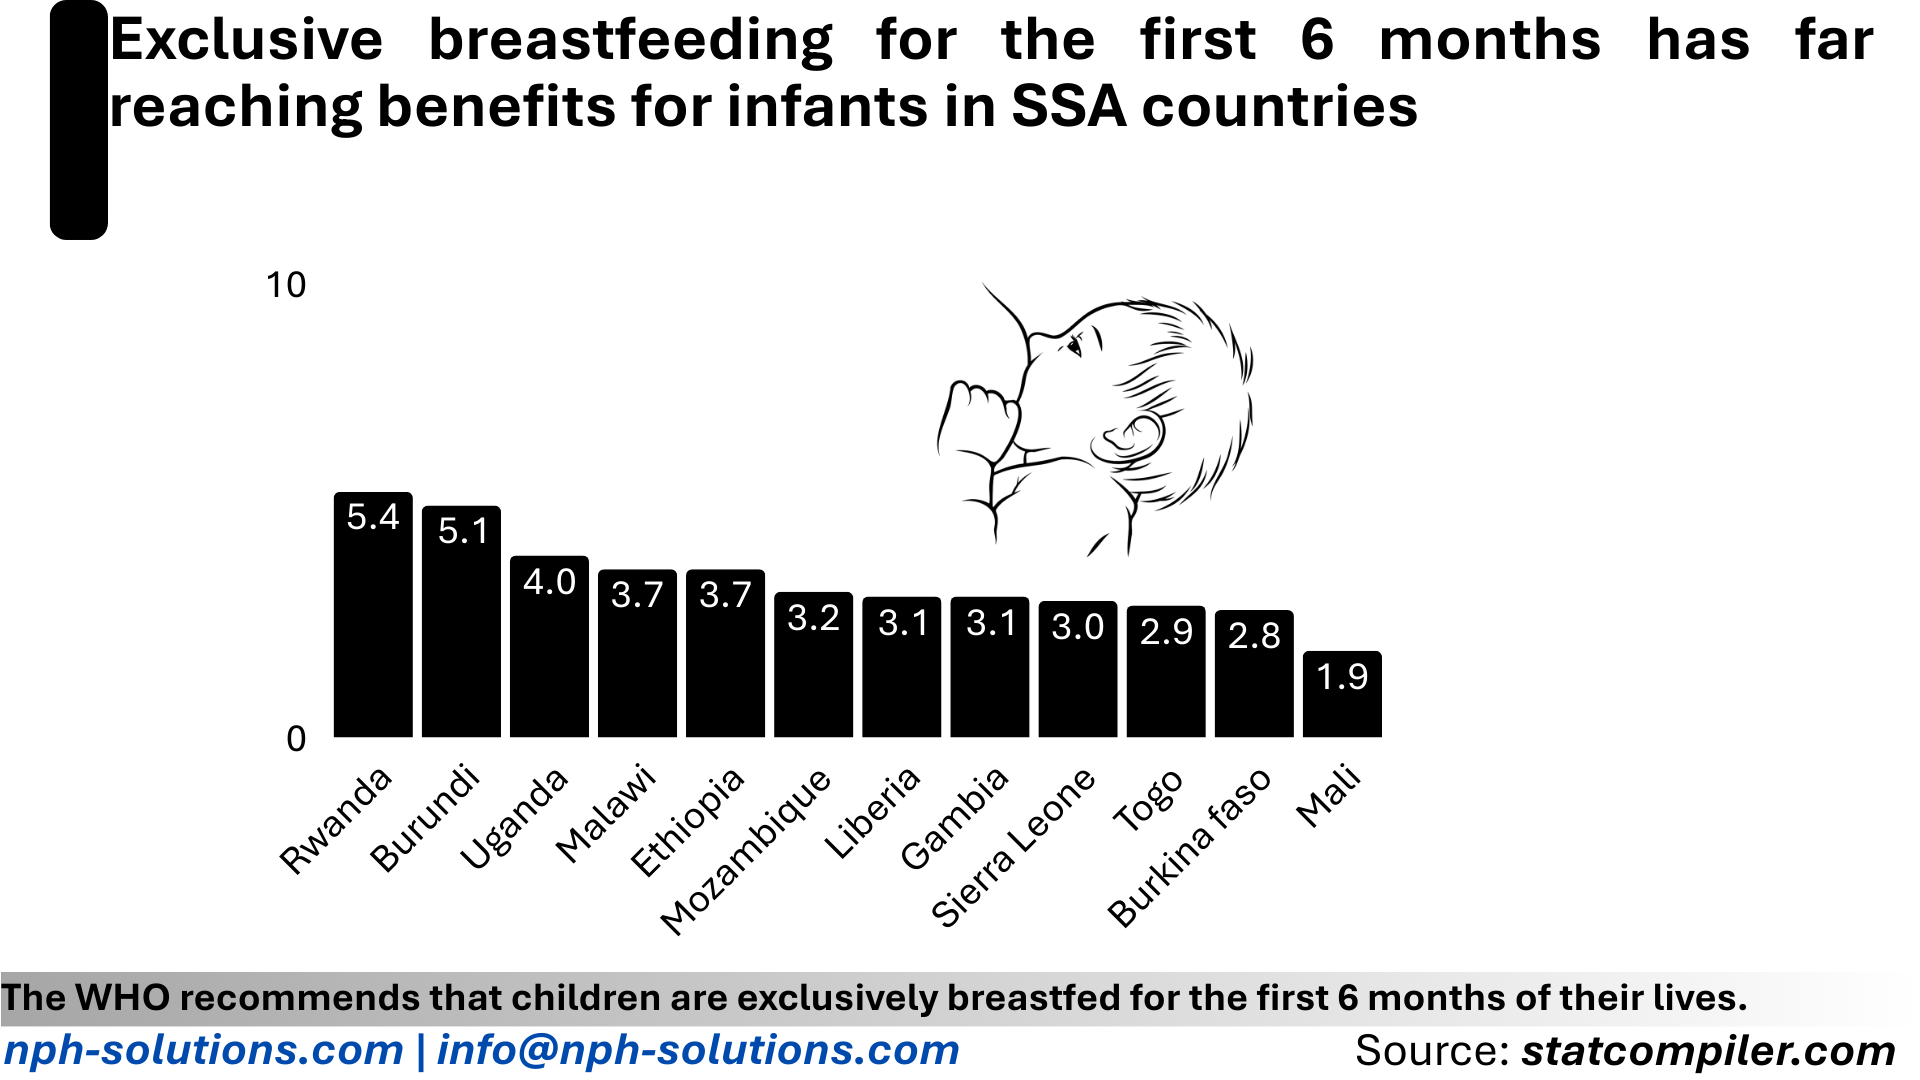 Exclusive breastfeeding for the first 6 months has far
reaching benefits for infants in SSA countries
10
5.4
5.1
4.0
3.7
3.7
3.2
3.1
3.1
3.0
2.9
2.8
1.9
0
Rwanda
Burundi
Uganda
Malawi
Ethiopia
Mozambique
Liberia
Gambia
Sierra Leone
Togo
Burkina faso
Mali
The WHO recommends that children are exclusively breastfed for the first 6 months of their lives.
nph-solutions.com | info@nph-solutions.com
Source: statcompiler.com